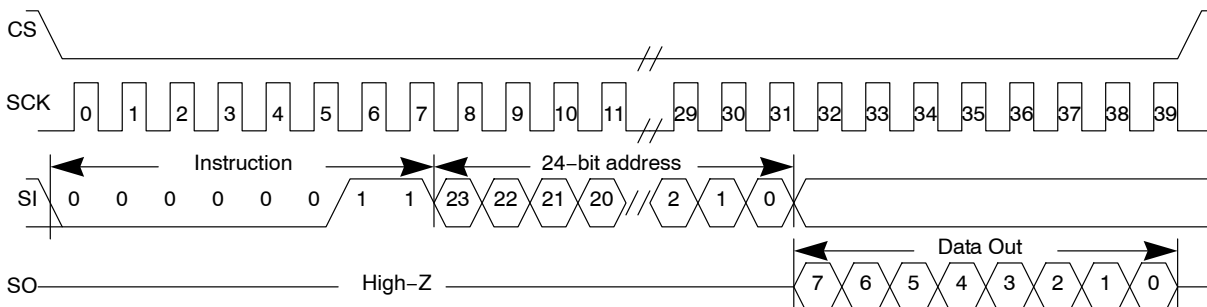 CS
SCK 0 1 2 3 4 5 6 7 8 9 10 11 29 30 31 32 33 34 35 36 37 38 39
Instruction 24−bit address
SI 0 0 0 0 0 0 1 1 23 22 21 20 2 1 0
Data Out
SO High−Z 7 6 5 4 3 2 1 0